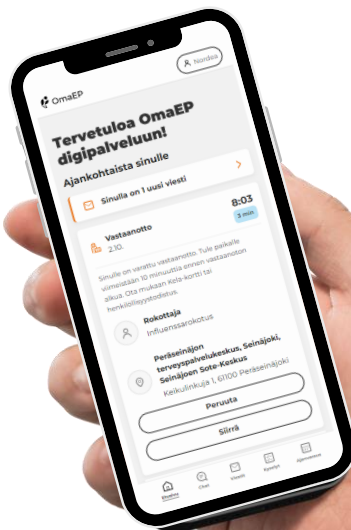 OmaEP
Nordea
Tervetuloa OmaEP
digipalveluun!
Ajankohtaista sinulle
Sinulla on 1 uusi viesti
Vastaanotto
2.10.
8:03
3 min
Sinulle on varattu vastaanotto. Tule paikalle
viimeistään 10 minuuttia ennen vastaanoton
alkua. Ota mukaan Kela-kortti tai
henkilöllisyystodistus.
Rokottaja
Influenssarokotus
Peräseinäjon
terveyspalvelukeskus, Seinäjoki,
Seinäjoen Sote-Keskus
Keikulinkuja 1, 61100 Peräseinäjoki
Peruuta
Siirrä
Etusivu
Chat
Viestit
Kyselyt
Ajanvaraus